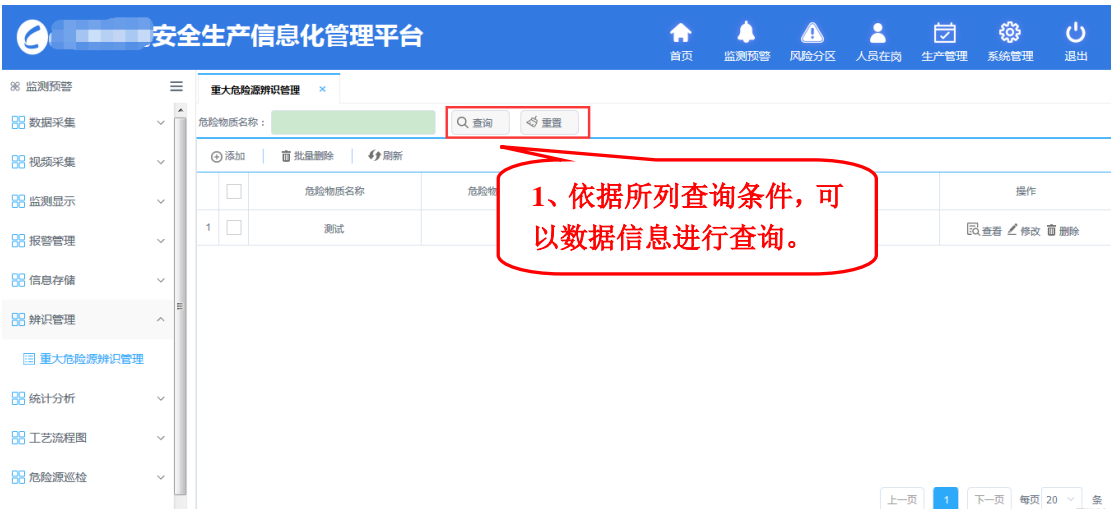 安全生产信息化管理平台
首页 监测预警 风险分区 人员在岗 生产管理 系统管理 退出
监测预警
重大危险源辨识管理 ×
数据采集
危险物质名称： 查询 重置
添加 批量删除 刷新
视频采集
危险物质名称 危险物 操作
监测显示
1 测试 查看 修改 删除
1、依据所列查询条件，可
以数据信息进行查询。
报警管理
信息存储
辨识管理
重大危险源辨识管理
统计分析
工艺流程图
危险源巡检
上一页 1 下一页 每页 20 条